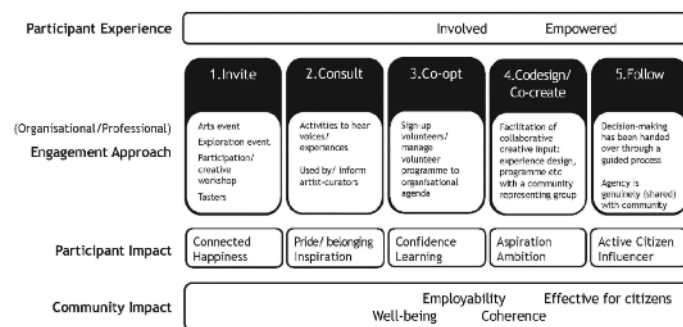 Participant Experience
Involved Empowered
(Organisational/Professional)
Engagement Approach
1.Invite
Arts event
Exploration event
Participation/
creative
workshop
Tasters
2.Consult
Activities to hear
voices/
experiences
Used by/ inform
artist-curators
3.Co-opt
Sign-up
volunteers/
manage
volunteer
programme to
organisational
agenda
4.Codesign/
Co-create
Facilitation of
collaborative
creative input;
experience design,
programme etc
with a community
representing group
5.Follow
Decision-making
has been handed
over through a
guided process
Agency is
genuinely (shared)
with community
Participant Impact
Connected
Happiness
Pride/ belonging
Inspiration
Confidence
Learning
Aspiration
Ambition
Active Citizen
Influencer
Community Impact
Employability Effective for citizens
Well-being Coherence